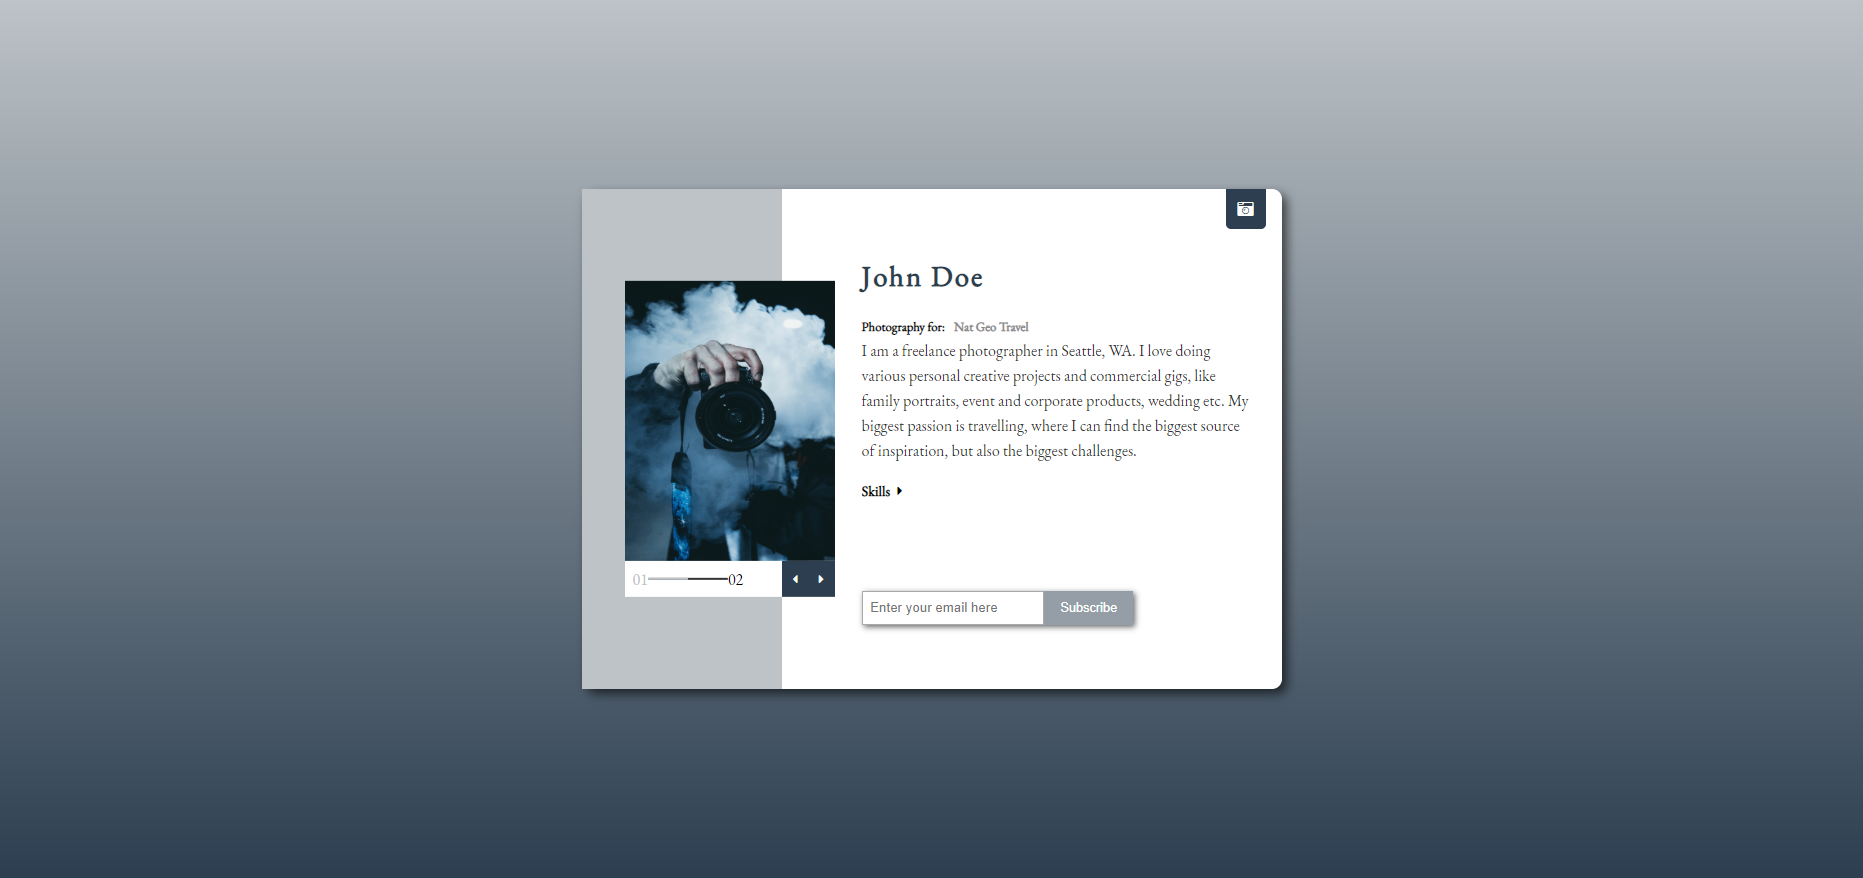 John Doe
Photography for: Nat Geo Travel
I am a freelance photographer in Seattle, WA. I love doing
various personal creative projects and commercial gigs, like
family portraits, event and corporate products, wedding etc. My
biggest passion is travelling, where I can find the biggest source
of inspiration, but also the biggest challenges.
Skills
01 02
Enter your email here Subscribe